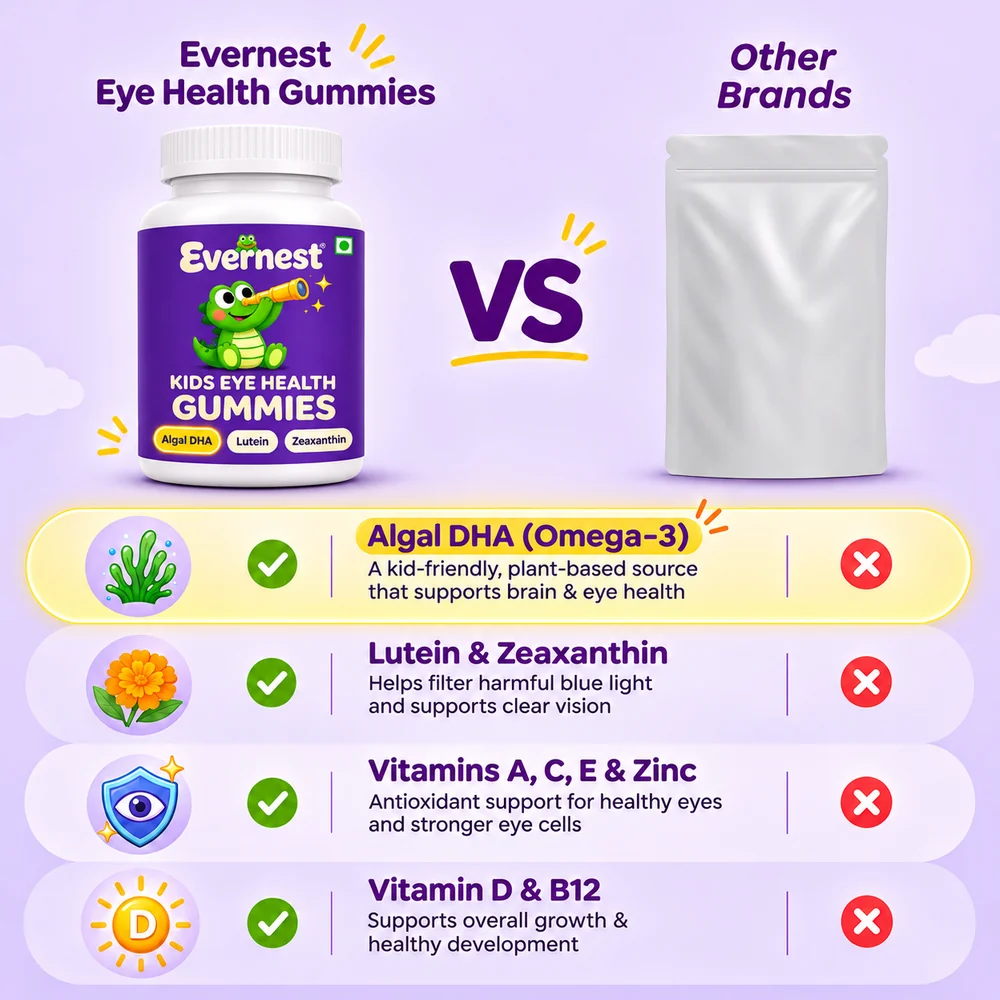 Evernest
Eye Health Gummies
Other
Brands
Evernest®
KIDS EYE HEALTH
GUMMIES
Algal DHA
Lutein
Zeaxanthin
VS
Algal DHA (Omega-3)
A kid-friendly, plant-based source
that supports brain & eye health
Lutein & Zeaxanthin
Helps filter harmful blue light
and supports clear vision
Vitamins A, C, E & Zinc
Antioxidant support for healthy eyes
and stronger eye cells
D
Vitamin D & B12
Supports overall growth &
healthy development